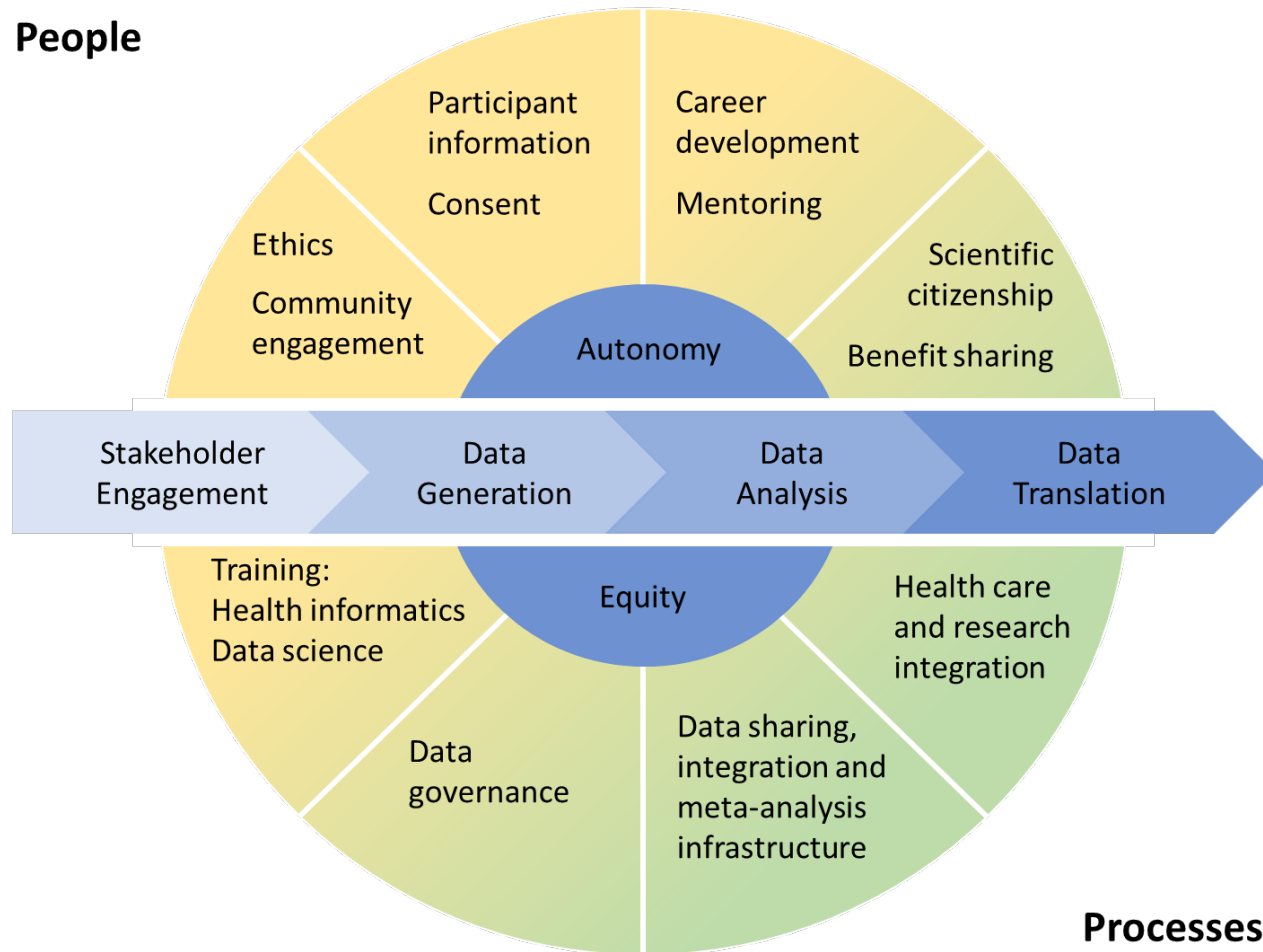 People
Participant
information
Consent
Career
development
Mentoring
Ethics
Community
engagement
Scientific
citizenship
Benefit sharing
Autonomy
Stakeholder
Engagement
Data
Generation
Data
Analysis
Data
Translation
Training:
Health informatics
Data science
Equity
Health care
and research
integration
Data
governance
Data sharing,
integration and
meta-analysis
infrastructure
Processes